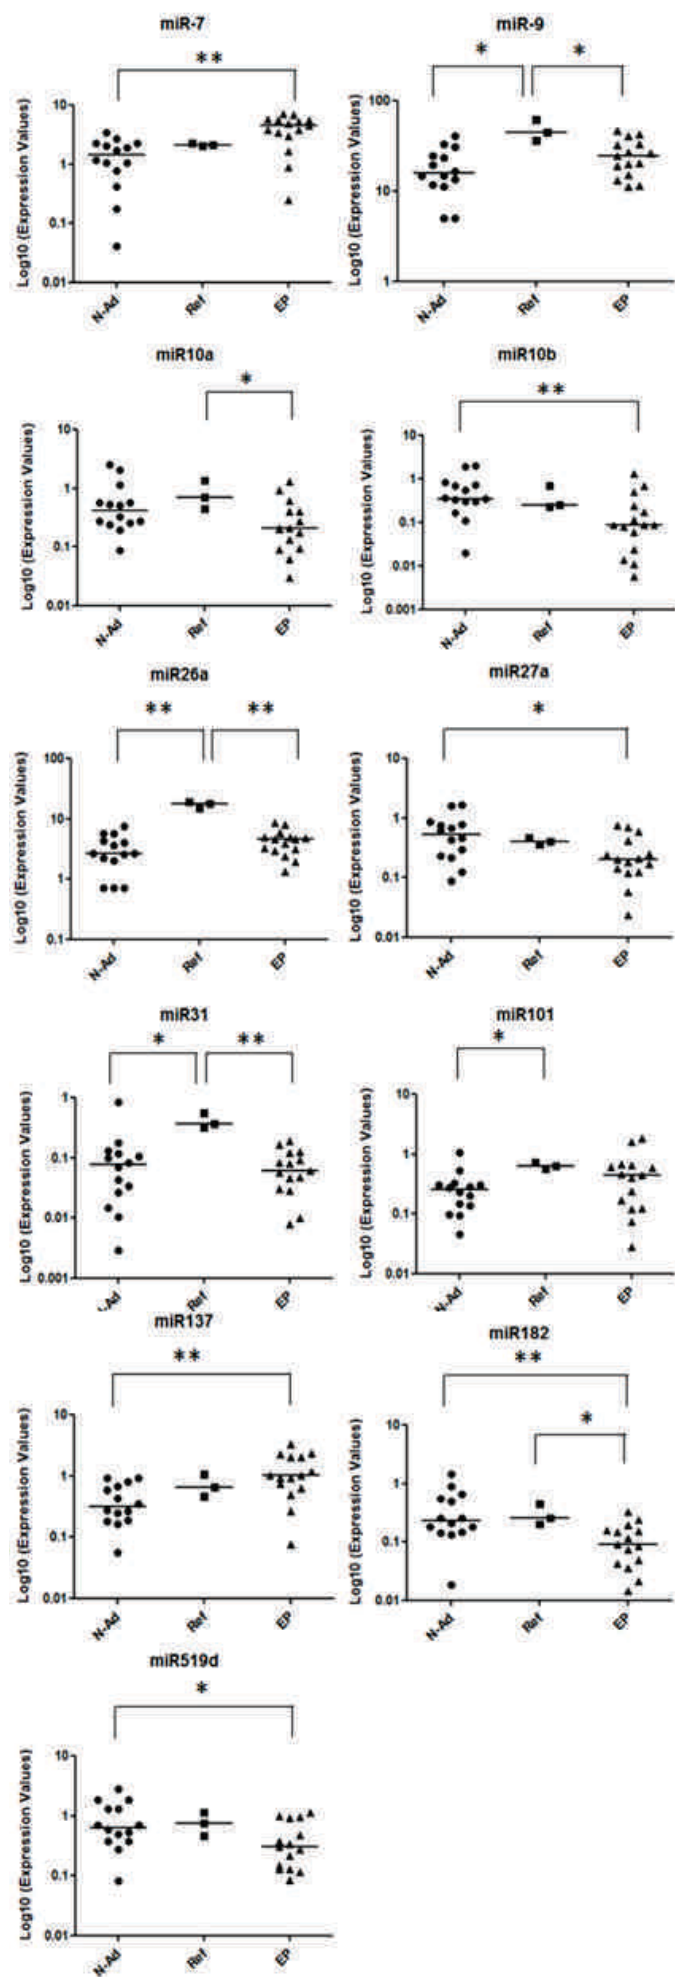 miR-7
**
Log10 (Expression Values)
10
1
0.1
0.01
N-Ad
Ref
EP
miR-9
*
*
Log10 (Expression Values)
100
10
1
N-Ad
Ref
EP
miR10a
*
Log10 (Expression Values)
10
1
0.1
0.01
N-Ad
Ref
EP
miR10b
**
Log10 (Expression Values)
10
1
0.1
0.01
0.001
N-Ad
Ref
EP
miR26a
**
**
Log10 (Expression Values)
100
10
1
0.1
N-Ad
Ref
EP
miR27a
*
Log10 (Expression Values)
10
1
0.1
0.01
N-Ad
Ref
EP
miR31
*
**
Log10 (Expression Values)
1
0.1
0.01
0.001
\-Ad
Ref
EP
miR101
*
Log10 (Expression Values)
10
1
0.1
0.01
N-Ad
Ref
EP
miR137
**
Log10 (Expression Values)
10
1
0.1
0.01
N-Ad
Ref
EP
miR182
**
*
Log10 (Expression Values)
10
1
0.1
0.01
N-Ad
Ref
EP
miR519d
*
Log10 (Expression Values)
10
1
0.1
0.01
N-Ad
Ref
EP